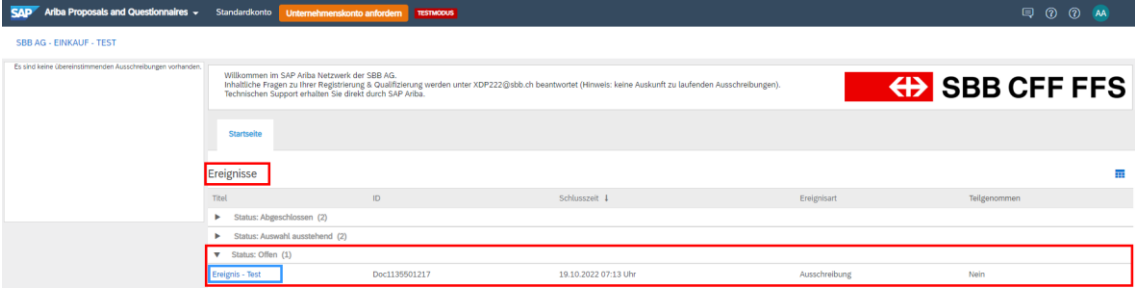 SAP Ariba Proposals and Questionnaires Standardkonto Unternehmenskonto anfordern TESTMODUS ? ? AA
SBB AG - EINKAUF - TEST
Es sind keine übereinstimmenden Ausschreibungen vorhanden.
Willkommen im SAP Ariba Netzwerk der SBB AG.
Inhaltliche Fragen zu Ihrer Registrierung & Qualifizierung werden unter XDP222@sbb.ch beantwortet (Hinweis: keine Auskunft zu laufenden Ausschreibungen).
Technischen Support erhalten Sie direkt durch SAP Ariba.
SBB CFF FFS
Startseite
Ereignisse
Titel ID Schlusszeit ↓ Ereignisart Teilgenommen
► Status: Abgeschlossen (2)
► Status: Auswahl ausstehend (2)
▼ Status: Offen (1)
Ereignis - Test Doc1135501217 19.10.2022 07:13 Uhr Ausschreibung Nein